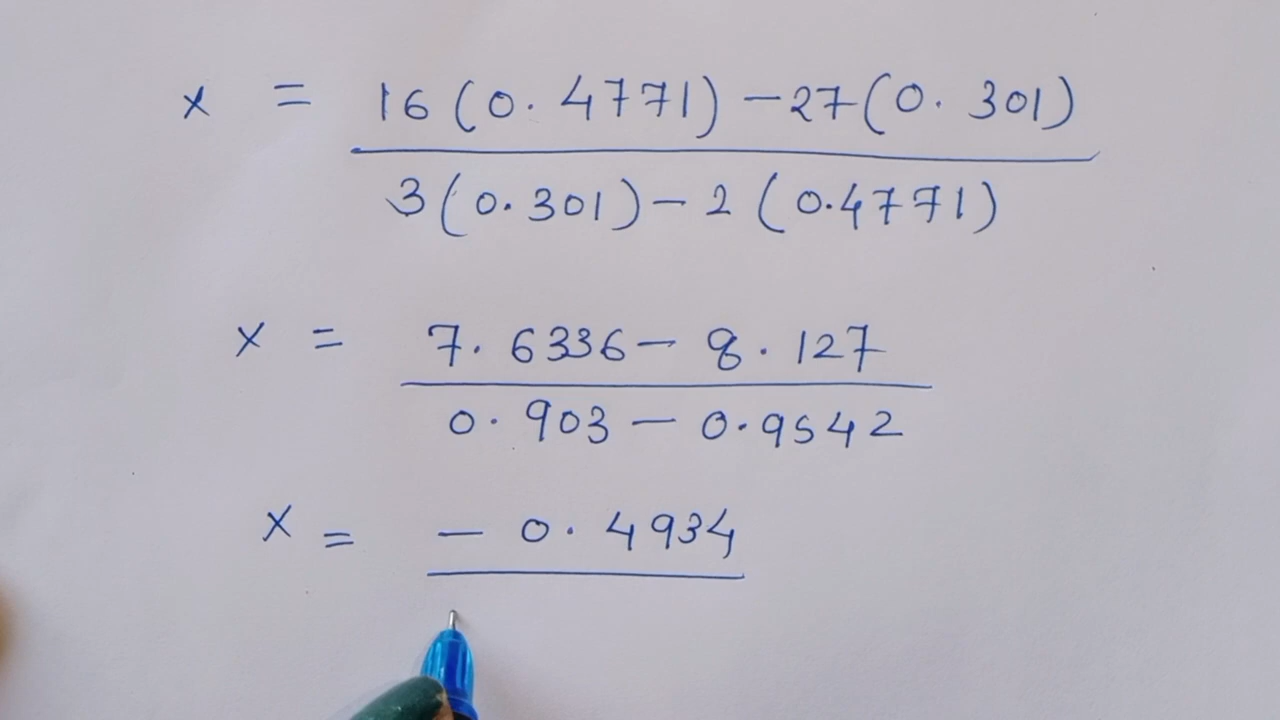 x = 16(0.4771) - 27(0.301)
3(0.301) - 2(0.4771)
x = 7.6336 - 8.127
0.903 - 0.9542
x = - 0.4934